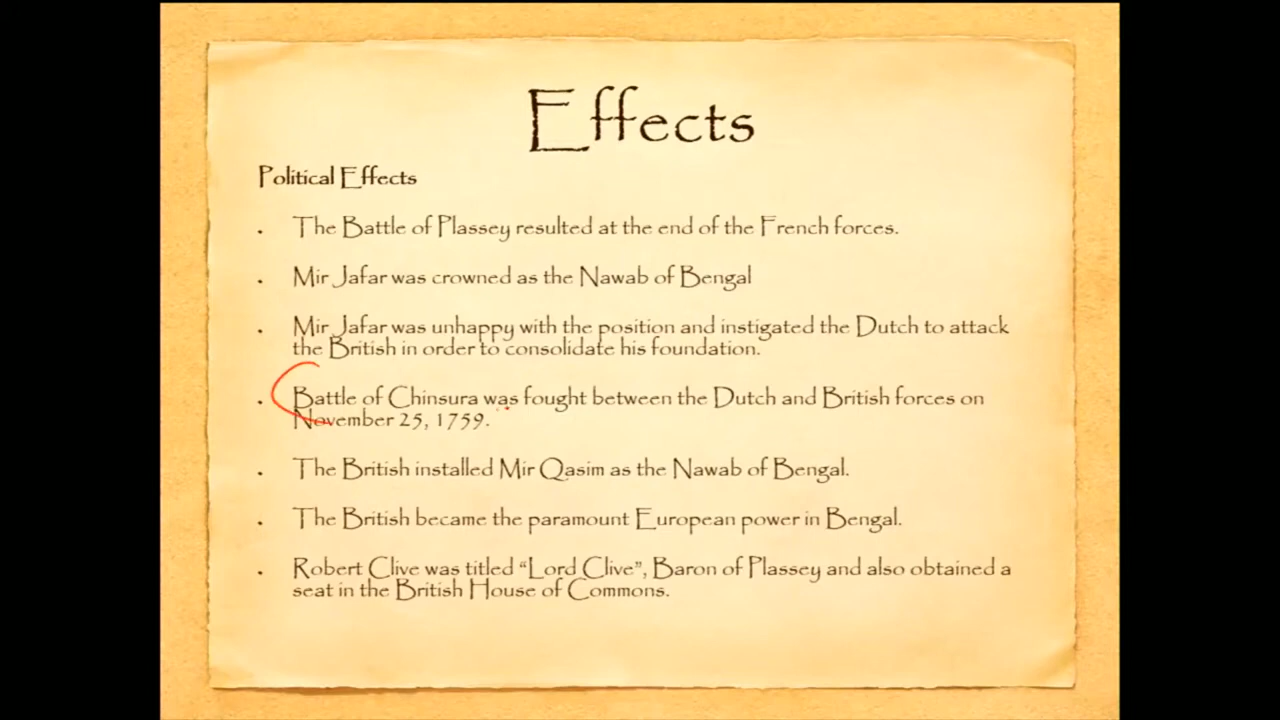 Effects
Political Effects
. The Battle of Plassey resulted at the end of the French forces.
. Mir Jafar was crowned as the Nawab of Bengal
. Mir Jafar was unhappy with the position and instigated the Dutch to attack
the British in order to consolidate his foundation.
. Battle of Chinsura was fought between the Dutch and British forces on
November 25, 1759.
. The British installed Mir Qasim as the Nawab of Bengal.
. The British became the paramount European power in Bengal.
. Robert Clive was titled “Lord Clive”, Baron of Plassey and also obtained a
seat in the British House of Commons.